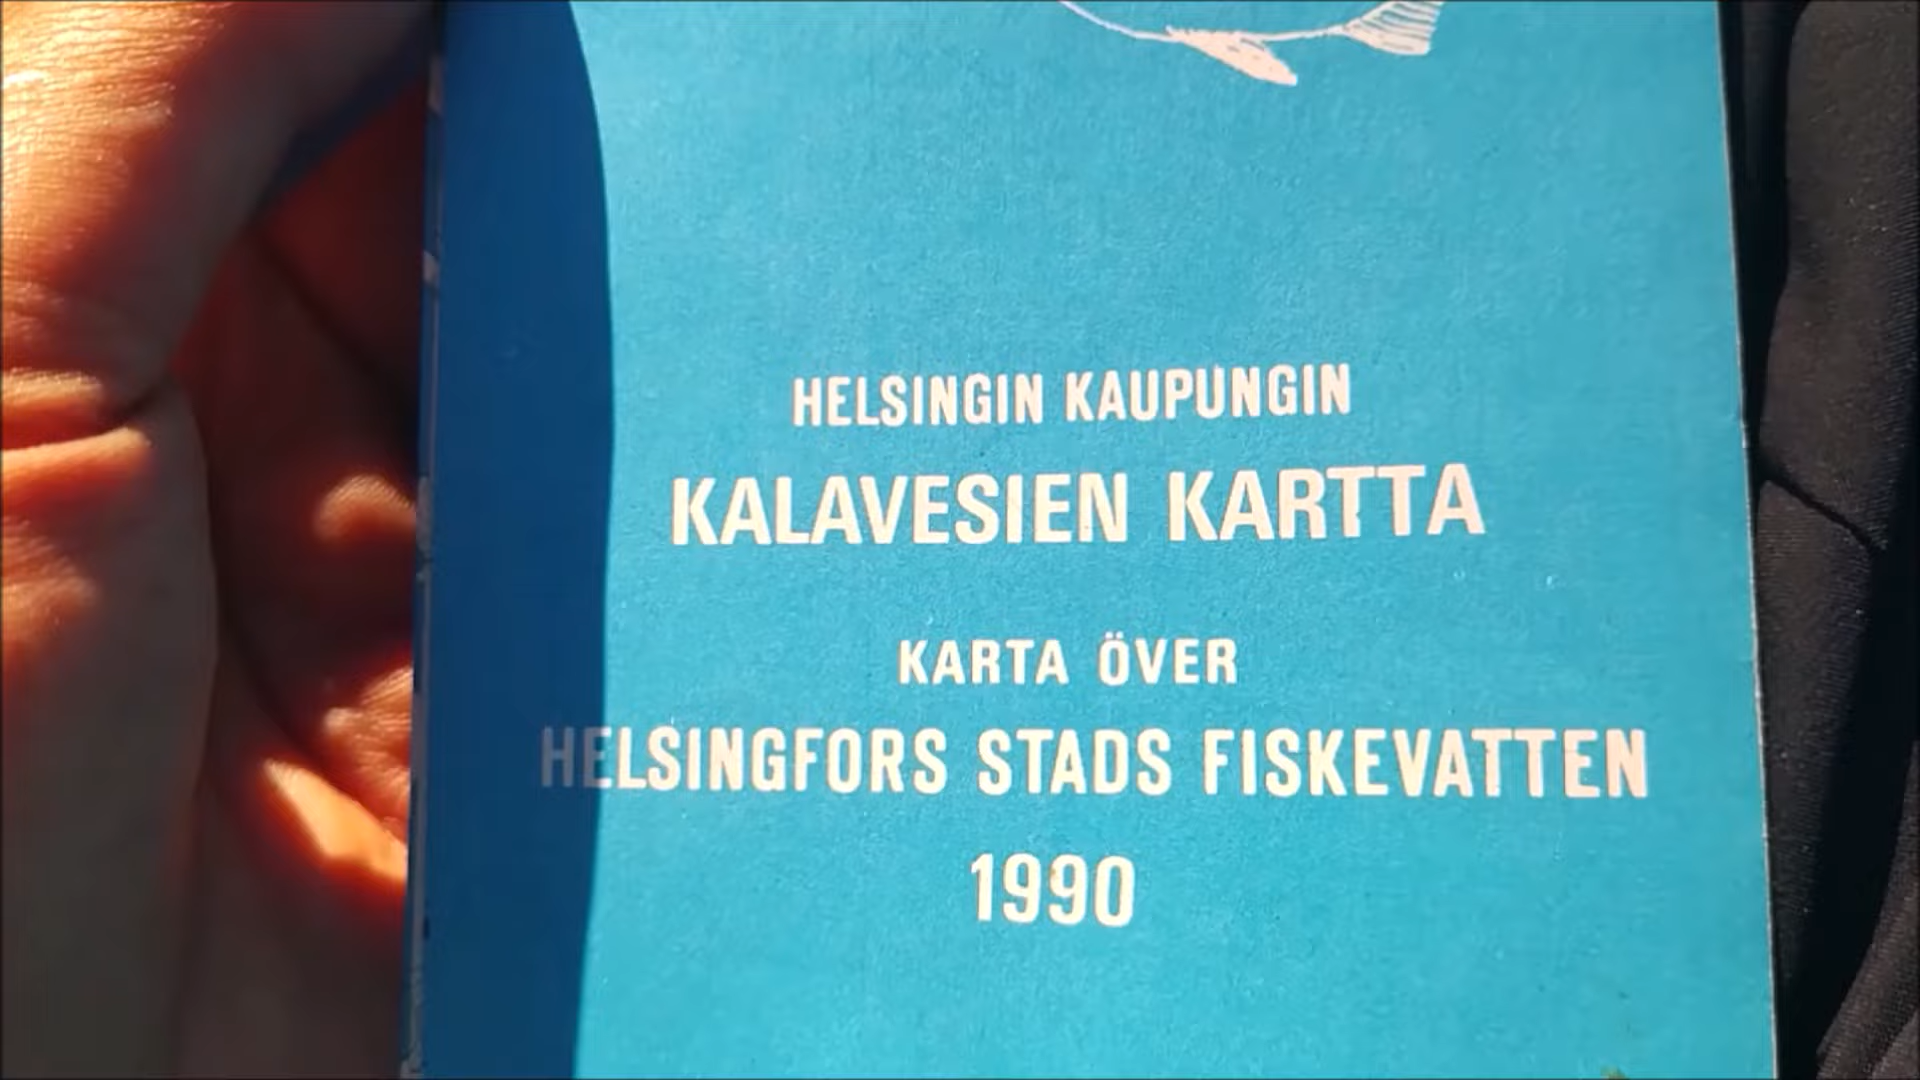 HELSINGIN KAUPUNGIN
KALAVESIEN KARTTA
KARTA ÖVER
HELSINGFORS STADS FISKEVATTEN
1990